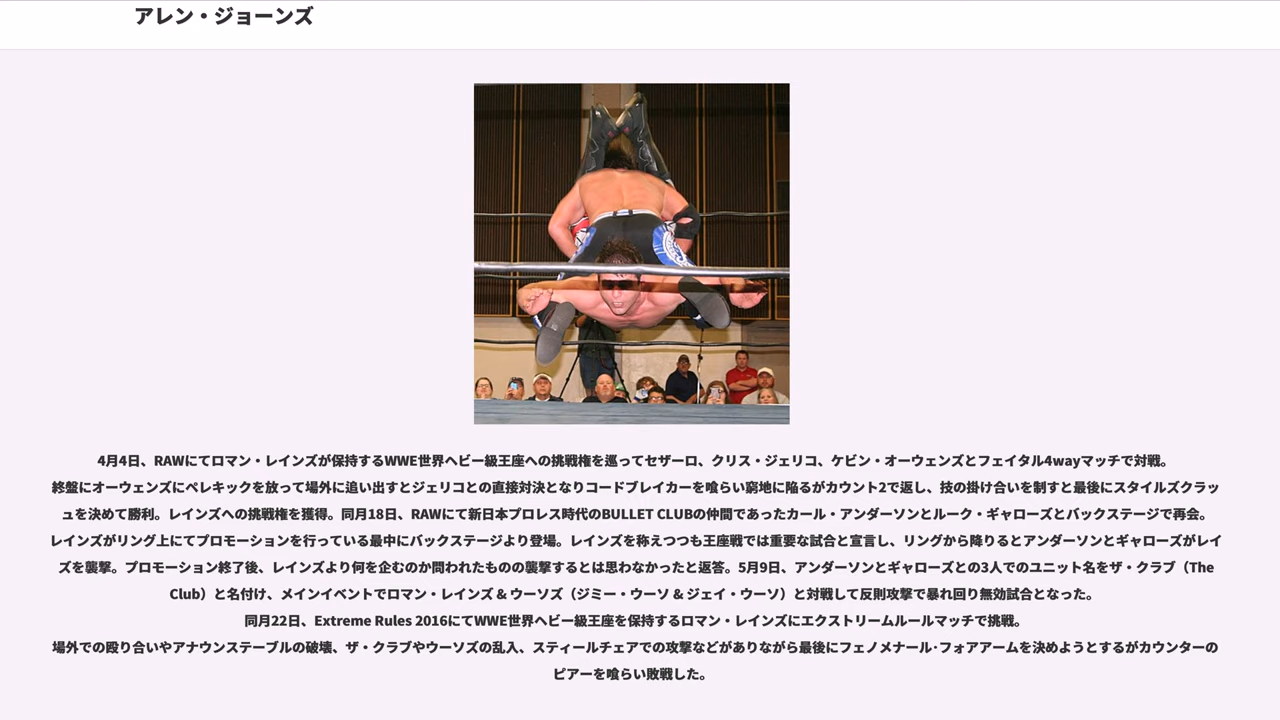 アレン・ジョーンズ
4月4日、RAWにてロマン・レインズが保持するWWE世界ヘビー級王座への挑戦権を巡ってセザーロ、クリス・ジェリコ、ケビン・オーウェンズとフェイタル4wayマッチで対戦。
終盤にオーウェンズにペレキックを放って場外に追い出すとジェリコとの直接対決となりコードブレイカーを喰らい窮地に陥るがカウント2で返し、技の掛け合いを制すと最後にスタイルズクラッ
ュを決めて勝利。レインズへの挑戦権を獲得。同月18日、RAWにて新日本プロレス時代のBULLET CLUBの仲間であったカール・アンダーソンとルーク・ギャローズとバックステージで再会。
レインズがリング上にてプロモーションを行っている最中にバックステージより登場。レインズを称えつつも王座戦では重要な試合と宣言し、リングから降りるとアンダーソンとギャローズがレイ
ズを襲撃。プロモーション終了後、レインズより何を企むのか問われたものの襲撃するとは思わなかったと返答。5月9日、アンダーソンとギャローズとの3人でのユニット名をザ・クラブ（The
Club）と名付け、メインイベントでロマン・レインズ & ウーソズ（ジミー・ウーソ & ジェイ・ウーソ）と対戦して反則攻撃で暴れ回り無効試合となった。
同月22日、Extreme Rules 2016にてWWE世界ヘビー級王座を保持するロマン・レインズにエクストリームルールマッチで挑戦。
場外での殴り合いやアナウンステーブルの破壊、ザ・クラブやウーソズの乱入、スティールチェアでの攻撃などがありながら最後にフェノメナール·フォアアームを決めようとするがカウンターの
ピアーを喰らい敗戦した。